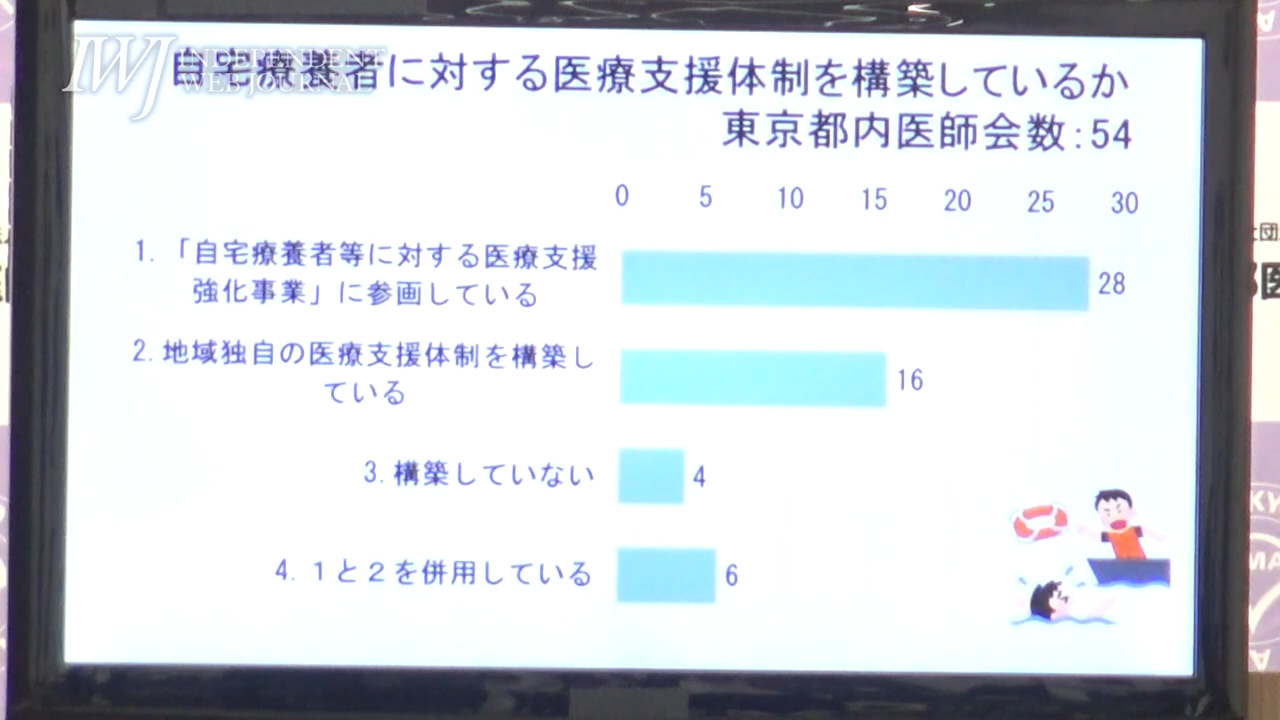 IWJ INDEPENDENT
WEB JOURNAL
自宅療養者に対する医療支援体制を構築しているか
東京都内医師会数:54
0 5 10 15 20 25 30
1.「自宅療養者等に対する医療支援
強化事業」に参画している
28
2.地域独自の医療支援体制を構築し
ている
16
3.構築していない
4
4.1と2を併用している
6